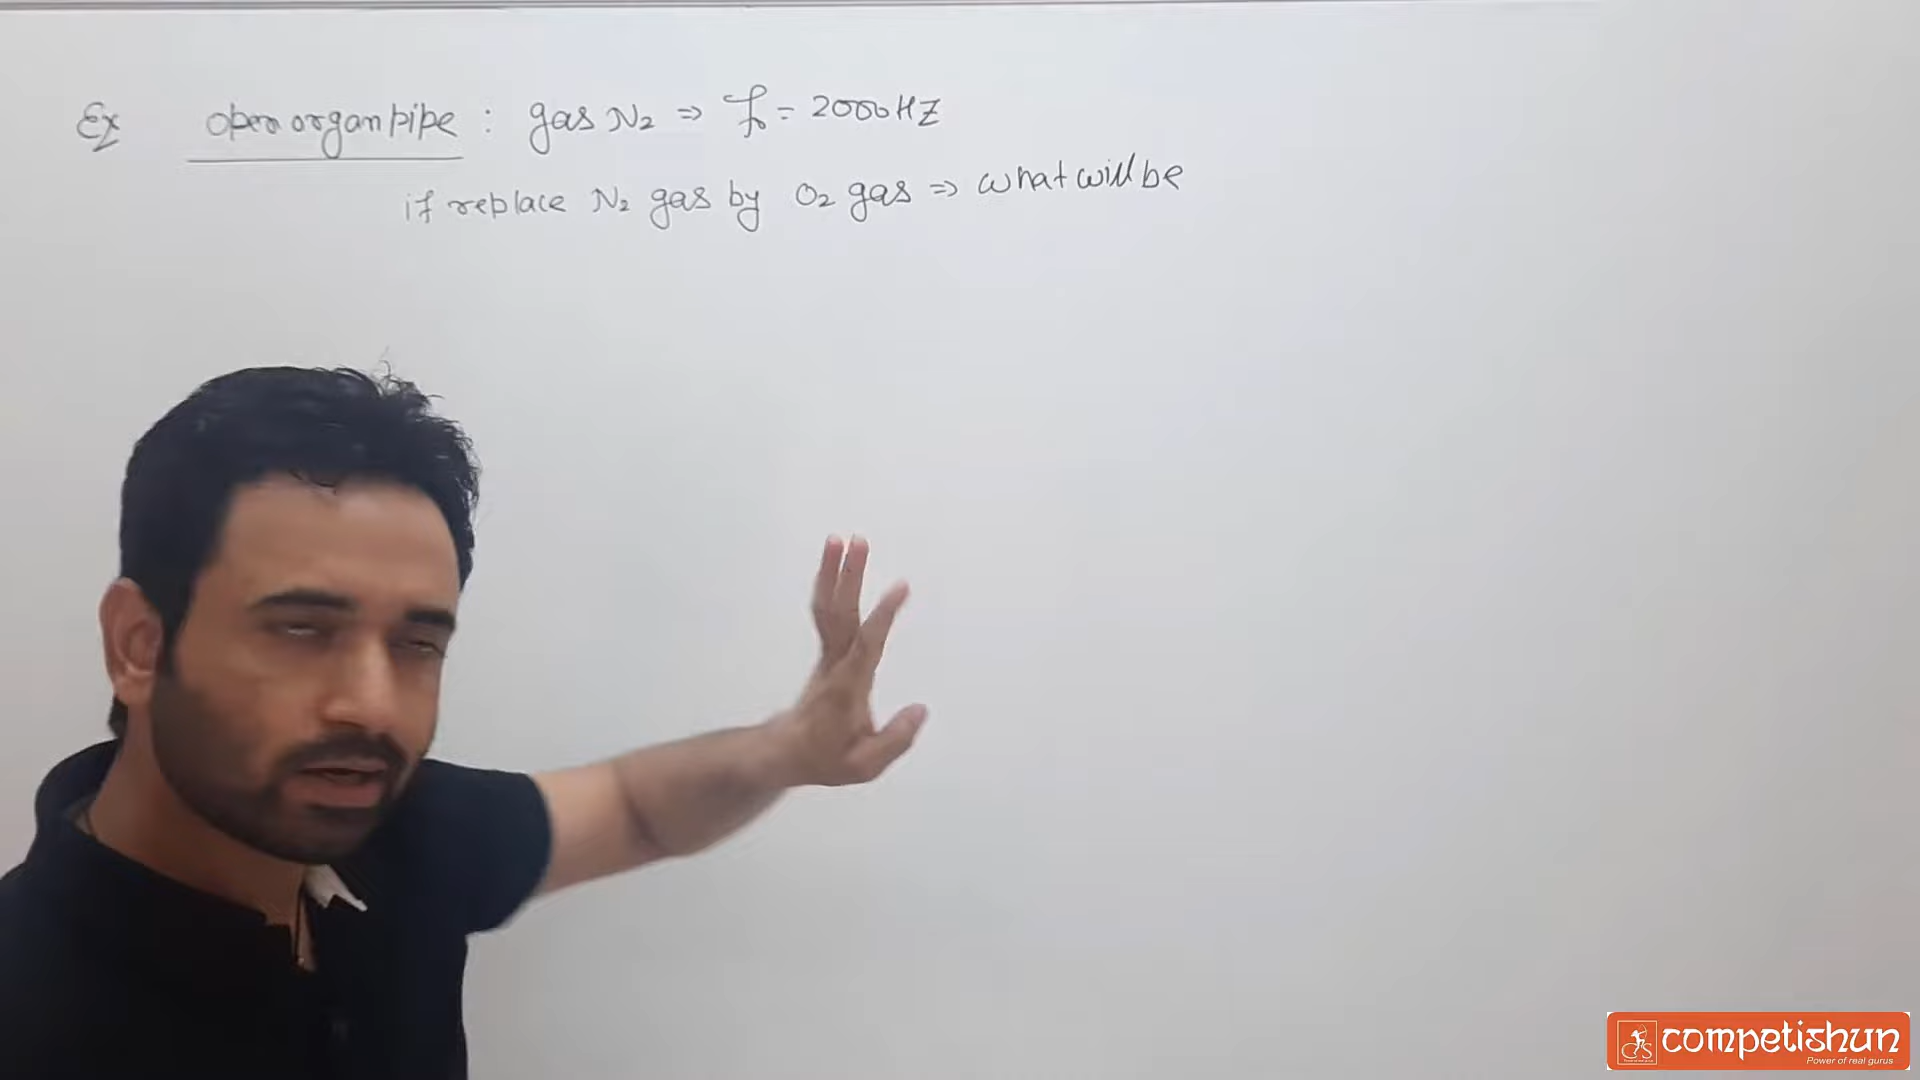 Ex open organ pipe : gas N₂ ⇒ f₀ = 2000 HZ
if replace N₂ gas by O₂ gas ⇒ what will be
competishun
Power of real gurus